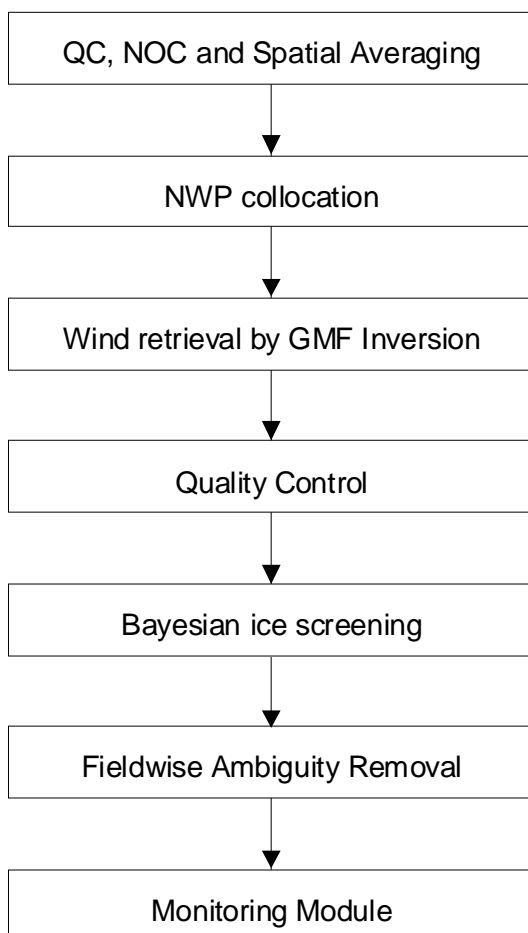 QC, NOC and Spatial Averaging
NWP collocation
Wind retrieval by GMF Inversion
Quality Control
Bayesian ice screening
Fieldwise Ambiguity Removal
Monitoring Module